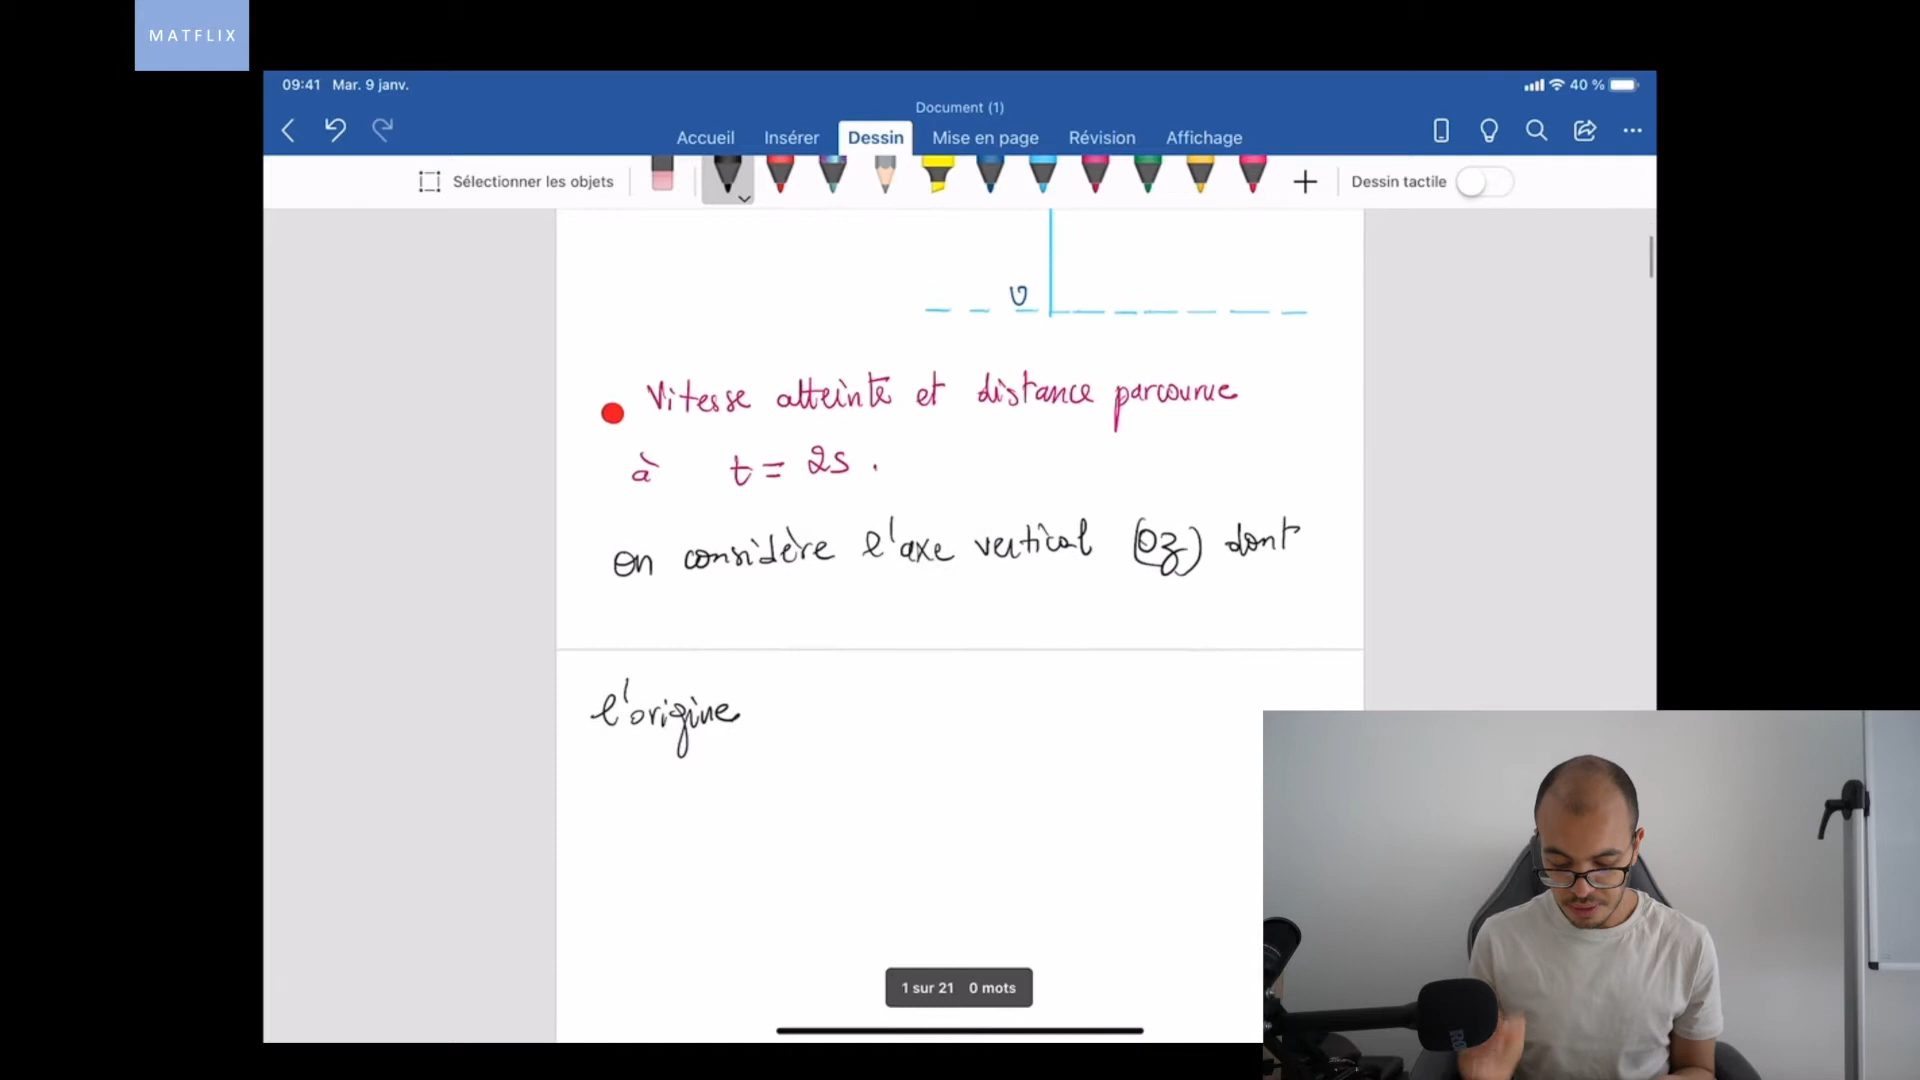 MATFLIX
09:41 Mar. 9 janv.
40 %
Document (1)
Accueil Insérer Dessin Mise en page Révision Affichage
Sélectionner les objets
Dessin tactile
Vitesse atteinte et distance parcourue
à t = 2s .
On considère l'axe vertical (Oz) dont
l'origine
1 sur 21 0 mots